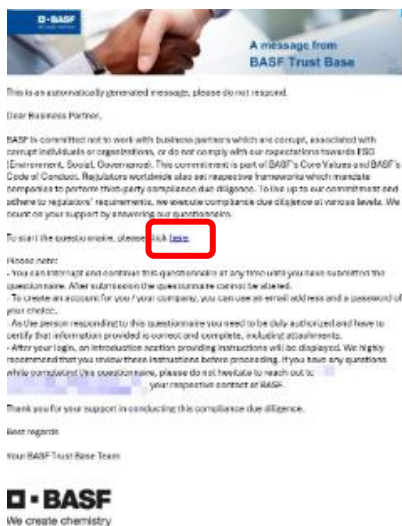 BASF
A message from
BASF Trust Base
This is an automatically generated message, please do not respond.
Dear Business Partner,
BASF is committed not to work with business partners which are corrupt, associated with
corrupt individuals or organizations, or do not comply with our expectations towards ESG
(Environment, Social, Governance). This commitment is part of BASF's Core Values and BASF's
Code of Conduct. Regulators worldwide also set respective frameworks which mandate
companies to perform third-party compliance due diligence. To live up to our commitment and
adhere to regulators' requirements, we execute compliance due diligence at various levels. We
count on your support by answering our questionnaire.
To start the questionnaire, please click here.
Please note:
- You can interrupt and continue this questionnaire at any time until you have submitted the
questionnaire. After submission the questionnaire cannot be altered.
- To create an account for you / your company, you can use an email address and a password of
your choice.
- As the person responding to this questionnaire you need to be duly authorized and have to
certify that information provided is correct and complete, including attachments.
- After your login, an introduction section providing instructions will be displayed. We highly
recommend that you review these instructions before proceeding. If you have any questions
while completing this questionnaire, please do not hesitate to reach out to
, your respective contact at BASF.
Thank you for your support in conducting this compliance due diligence.
Best regards
Your BASF Trust Base Team
BASF
We create chemistry